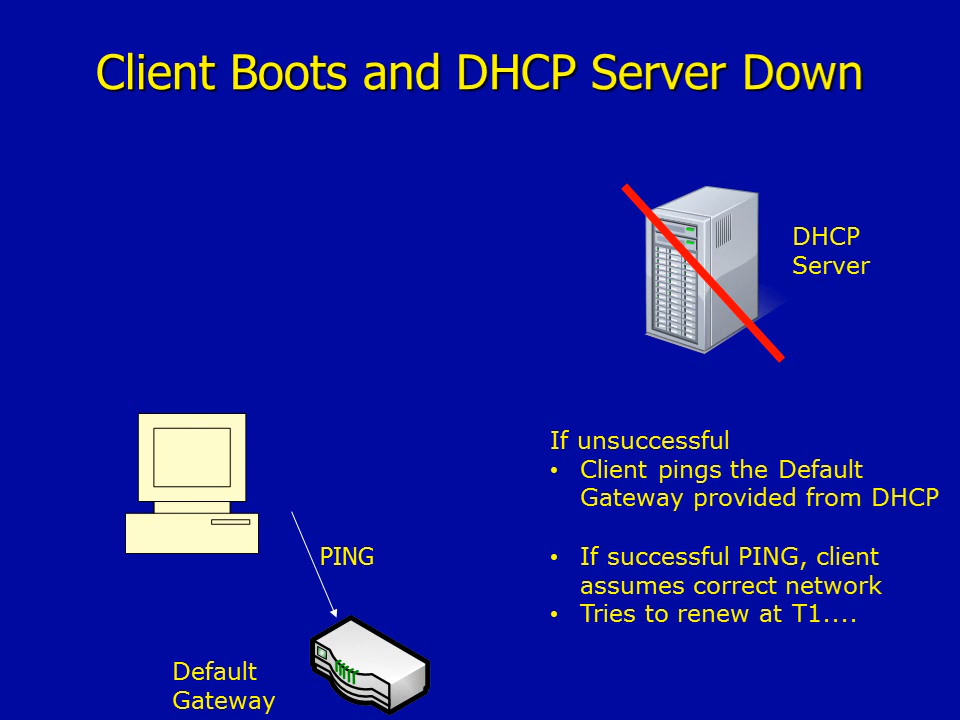 Client Boots and DHCP Server Down
DHCP
Server
If unsuccessful
• Client pings the Default
Gateway provided from DHCP
• If successful PING, client
assumes correct network
• Tries to renew at T1....
PING
Default
Gateway